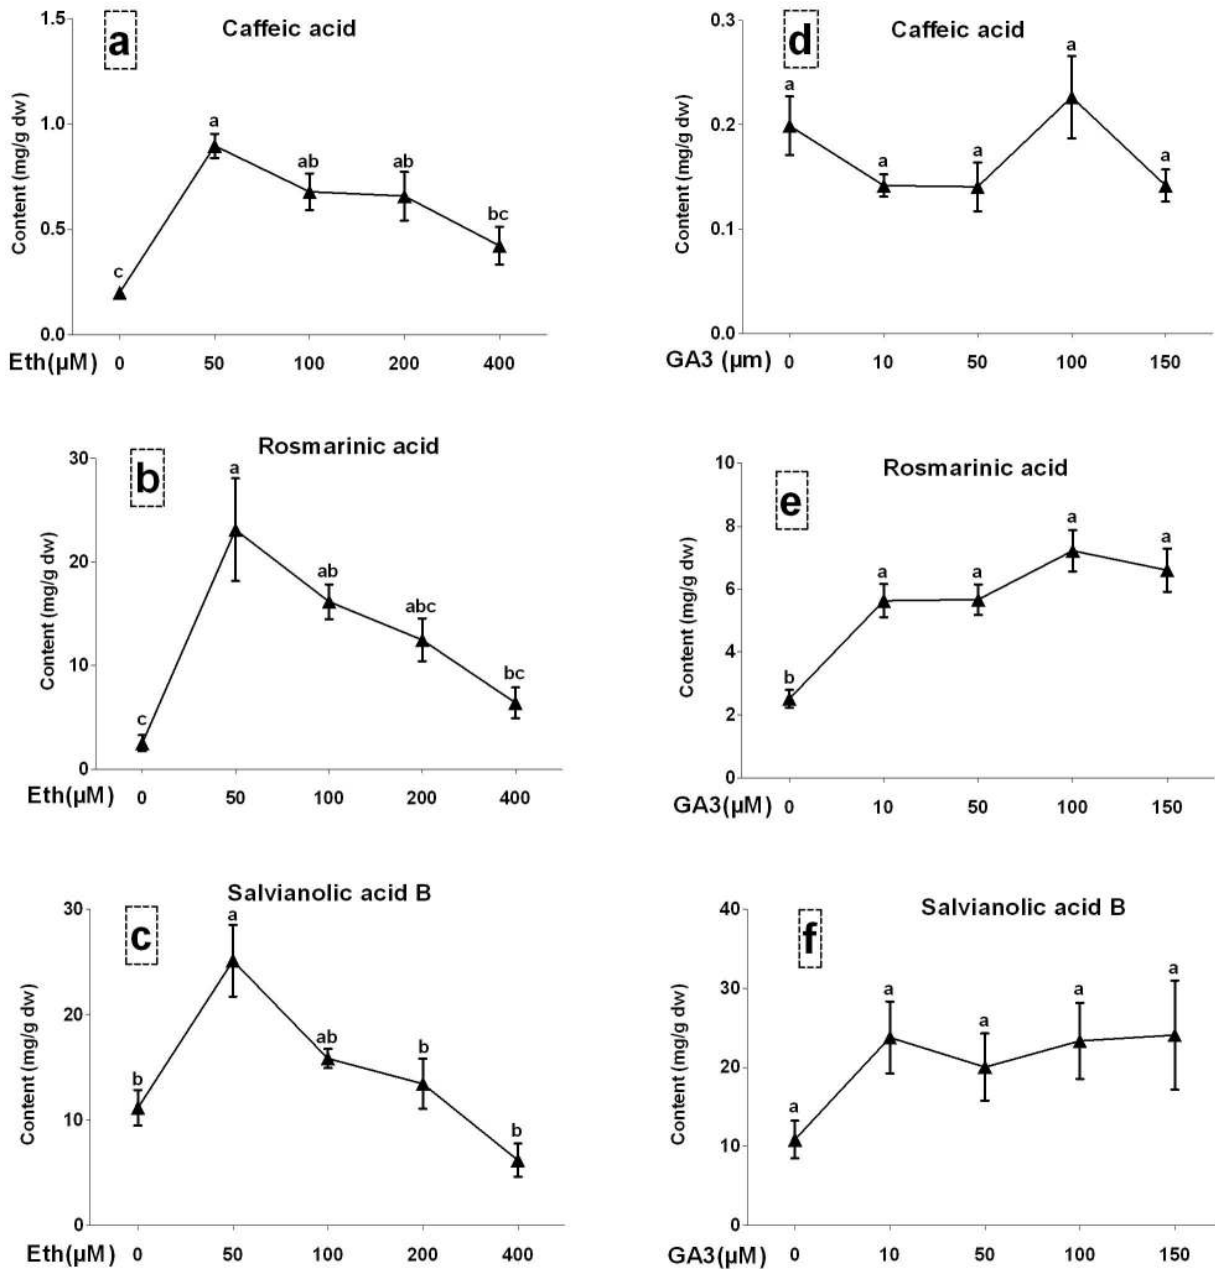 a
Caffeic acid
1.5
1.0
0.5
0.0
Content (mg/g dw)
c
a
ab
ab
bc
Eth(µM) 0 50 100 200 400
d
Caffeic acid
0.3
0.2
0.1
0.0
Content (mg/g dw)
a
a
a
a
a
GA3 (µm) 0 10 50 100 150
b
Rosmarinic acid
30
20
10
0
Content (mg/g dw)
c
a
ab
abc
bc
Eth(µM) 0 50 100 200 400
e
Rosmarinic acid
10
8
6
4
2
0
Content (mg/g dw)
b
a
a
a
a
GA3(µM) 0 10 50 100 150
c
Salvianolic acid B
30
20
10
0
Content (mg/g dw)
b
a
ab
b
b
Eth(µM) 0 50 100 200 400
f
Salvianolic acid B
40
30
20
10
0
Content (mg/g dw)
a
a
a
a
a
GA3(µM) 0 10 50 100 150